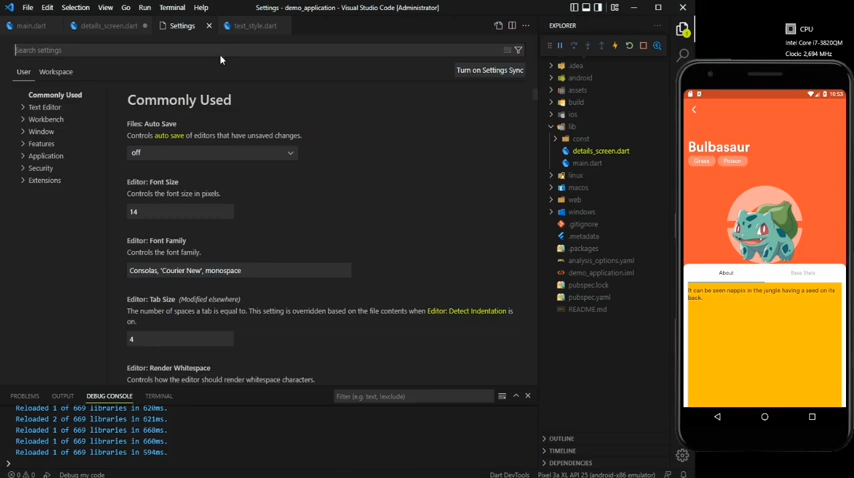 File Edit Selection View Go Run Terminal Help
Settings - demo_application - Visual Studio Code [Administrator]
main.dart
details_screen.dart
Settings
test_style.dart
Search settings
User
Workspace
Turn on Settings Sync
Commonly Used
Text Editor
Workbench
Window
Features
Application
Security
Extensions
Commonly Used
Files: Auto Save
Controls auto save of editors that have unsaved changes.
off
Editor: Font Size
Controls the font size in pixels.
14
Editor: Font Family
Controls the font family.
Consolas, 'Courier New', monospace
Editor: Tab Size (Modified elsewhere)
The number of spaces a tab is equal to. This setting is overridden based on the file contents when Editor: Detect Indentation is
on.
4
Editor: Render Whitespace
Controls how the editor should render whitespace characters.
PROBLEMS
OUTPUT
DEBUG CONSOLE
TERMINAL
Filter (e.g. text, !exclude)
Reloaded 1 of 669 libraries in 620ms.
Reloaded 2 of 669 libraries in 621ms.
Reloaded 1 of 669 libraries in 668ms.
Reloaded 1 of 669 libraries in 660ms.
Reloaded 1 of 669 libraries in 594ms.
EXPLORER
.idea
android
assets
build
ios
lib
const
details_screen.dart
main.dart
linux
macos
web
windows
.gitignore
.metadata
.packages
analysis_options.yaml
demo_application.iml
pubspec.lock
pubspec.yaml
README.md
OUTLINE
TIMELINE
DEPENDENCIES
0 0
Debug my code
Dart DevTools
Pixel 3a XL API 25 (android-x86 emulator)
CPU
Intel Core i7-3820QM
Clock: 2,694 MHz
10:53
Bulbasaur
Grass
Poison
About
Base Stats
It can be seen nappin in the jungle having a seed on its
back.